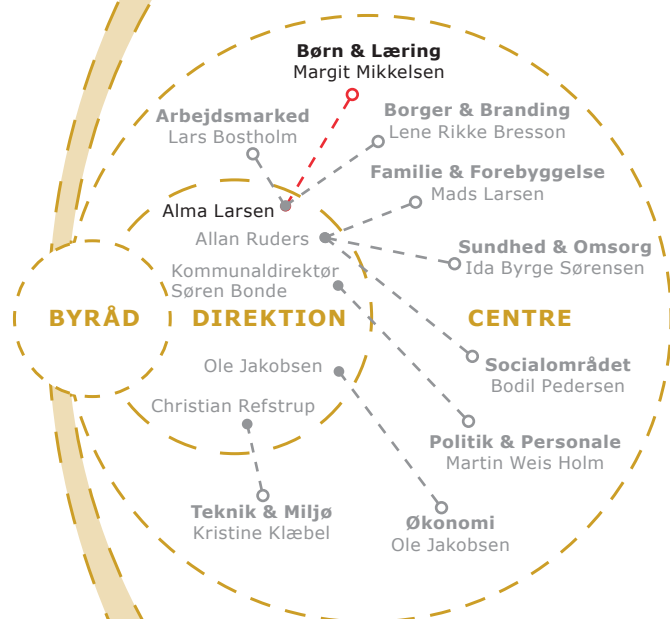 Børn & Læring
Margit Mikkelsen
Arbejdsmarked
Lars Bostholm
Borger & Branding
Lene Rikke Bresson
Familie & Forebyggelse
Mads Larsen
Alma Larsen
Allan Ruders
Sundhed & Omsorg
Ida Byrge Sørensen
Kommunaldirektør
Søren Bonde
BYRÅD
DIREKTION
CENTRE
Ole Jakobsen
Socialområdet
Bodil Pedersen
Christian Refstrup
Politik & Personale
Martin Weis Holm
Teknik & Miljø
Kristine Klæbel
Økonomi
Ole Jakobsen